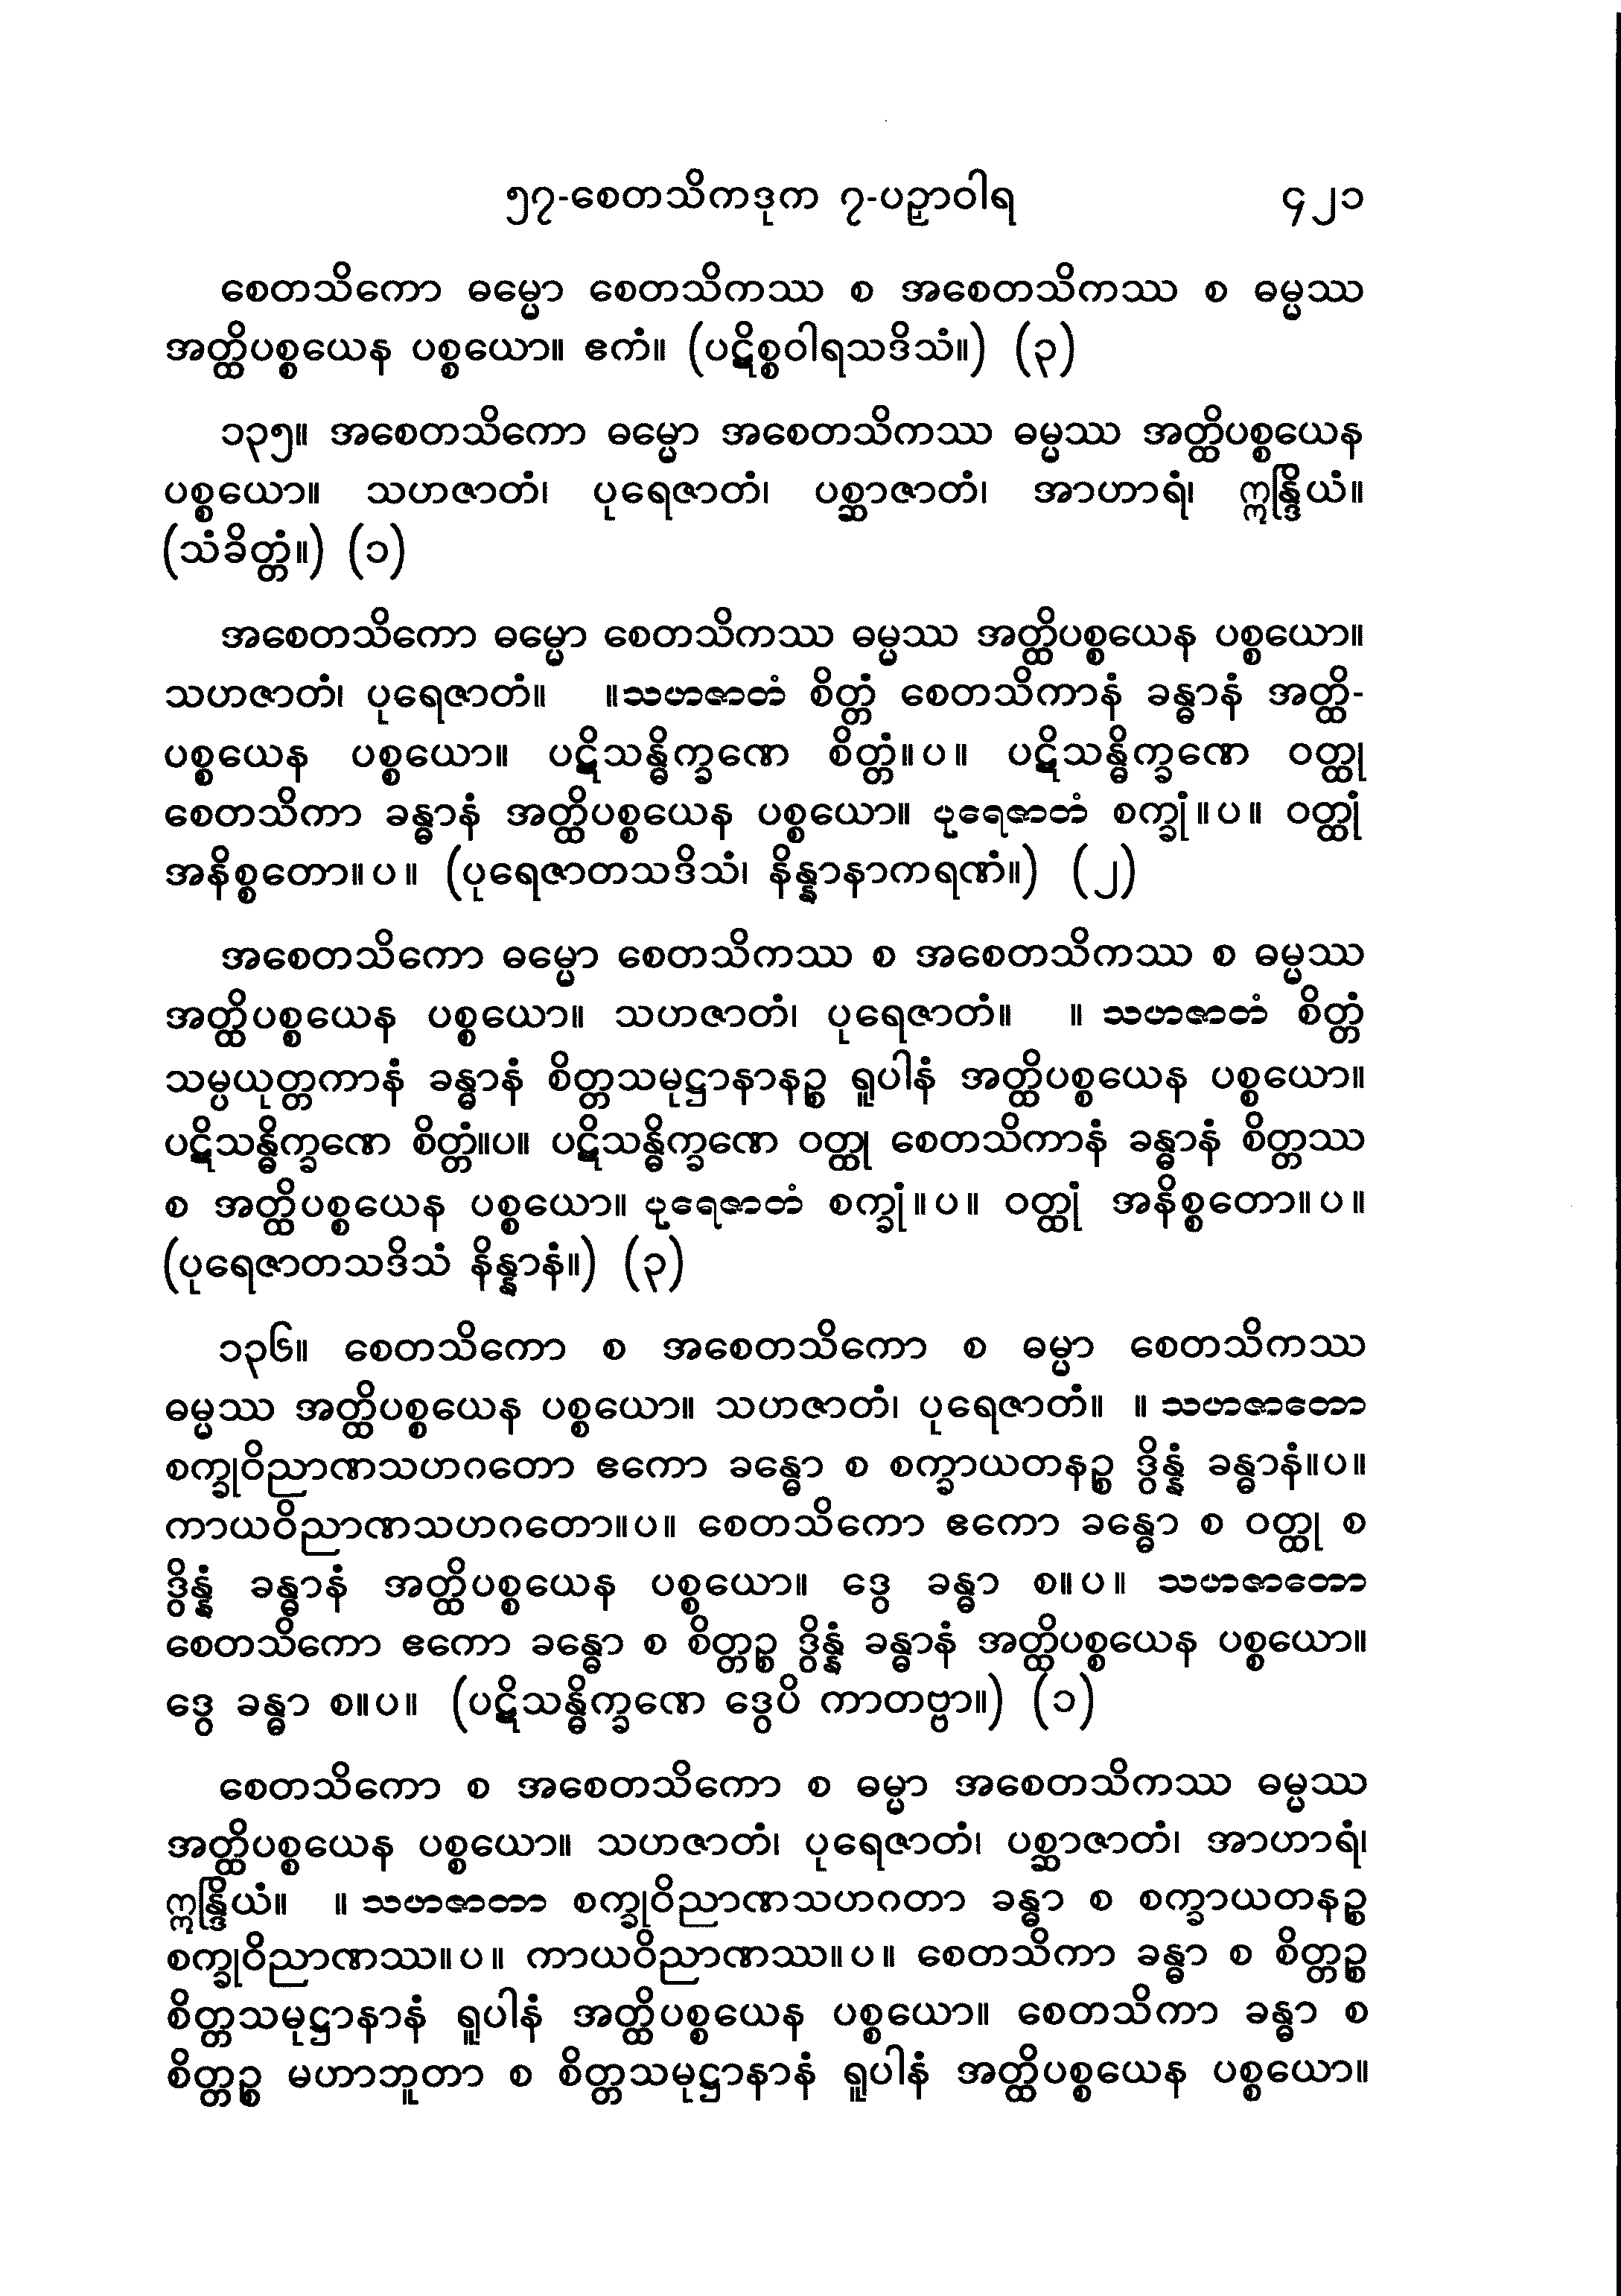 ၅၇-စေတသိကဒုက ၇-ပဉှာဝါရ ၄၂၁
စေတသိကော ဓမ္မော စေတသိကဿ စ အစေတသိကဿ စ ဓမ္မဿ
အတ္ထိပစ္စယေန ပစ္စယော။ ဧကံ။ (ပဋိစ္စဝါရသဒိသံ။) (၃)
၁၃၅။ အစေတသိကော ဓမ္မော အစေတသိကဿ ဓမ္မဿ အတ္ထိပစ္စယေန
ပစ္စယော။ သဟဇာတံ၊ ပုရေဇာတံ၊ ပစ္ဆာဇာတံ၊ အာဟာရံ၊ ဣန္ဒြိယံ။
(သံခိတ္တံ။) (၁)
အစေတသိကော ဓမ္မော စေတသိကဿ ဓမ္မဿ အတ္ထိပစ္စယေန ပစ္စယော။
သဟဇာတံ၊ ပုရေဇာတံ။ ။သဟဇာတံ စိတ္တံ စေတသိကာနံ ခန္ဓာနံ အတ္ထိ-
ပစ္စယေန ပစ္စယော။ ပဋိသန္ဓိက္ခဏေ စိတ္တံ။ပ။ ပဋိသန္ဓိက္ခဏေ ဝတ္ထု
စေတသိကာ ခန္ဓာနံ အတ္ထိပစ္စယေန ပစ္စယော။ ပုရေဇာတံ စက္ခုံ။ပ။ ဝတ္ထုံ
အနိစ္စတော။ပ။ (ပုရေဇာတသဒိသံ၊ နိန္နာနာကရဏံ။) (၂)
အစေတသိကော ဓမ္မော စေတသိကဿ စ အစေတသိကဿ စ ဓမ္မဿ
အတ္ထိပစ္စယေန ပစ္စယော။ သဟဇာတံ၊ ပုရေဇာတံ။ ။ သဟဇာတံ စိတ္တံ
သမ္ပယုတ္တကာနံ ခန္ဓာနံ စိတ္တသမုဋ္ဌာနာနဉ္စ ရူပါနံ အတ္ထိပစ္စယေန ပစ္စယော။
ပဋိသန္ဓိက္ခဏေ စိတ္တံ။ပ။ ပဋိသန္ဓိက္ခဏေ ဝတ္ထု စေတသိကာနံ ခန္ဓာနံ စိတ္တဿ
စ အတ္ထိပစ္စယေန ပစ္စယော။ ပုရေဇာတံ စက္ခုံ။ပ။ ဝတ္ထုံ အနိစ္စတော။ပ။
(ပုရေဇာတသဒိသံ နိန္နာနံ။) (၃)
၁၃၆။ စေတသိကော စ အစေတသိကော စ ဓမ္မာ စေတသိကဿ
ဓမ္မဿ အတ္ထိပစ္စယေန ပစ္စယော။ သဟဇာတံ၊ ပုရေဇာတံ။ ။ သဟဇာတော
စက္ခုဝိညာဏသဟဂတော ဧကော ခန္ဓော စ စက္ခာယတနဉ္စ ဒွိန္နံ ခန္ဓာနံ။ပ။
ကာယဝိညာဏသဟဂတော။ပ။ စေတသိကော ဧကော ခန္ဓော စ ဝတ္ထု စ
ဒွိန္နံ ခန္ဓာနံ အတ္ထိပစ္စယေန ပစ္စယော။ ဒွေ ခန္ဓာ စ။ပ။ သဟဇာတော
စေတသိကော ဧကော ခန္ဓော စ စိတ္တဉ္စ ဒွိန္နံ ခန္ဓာနံ အတ္ထိပစ္စယေန ပစ္စယော။
ဒွေ ခန္ဓာ စ။ပ။ (ပဋိသန္ဓိက္ခဏေ ဒွေပိ ကာတဗ္ဗာ။) (၁)
စေတသိကော စ အစေတသိကော စ ဓမ္မာ အစေတသိကဿ ဓမ္မဿ
အတ္ထိပစ္စယေန ပစ္စယော။ သဟဇာတံ၊ ပုရေဇာတံ၊ ပစ္ဆာဇာတံ၊ အာဟာရံ၊
ဣန္ဒြိယံ။ ။ သဟဇာတာ စက္ခုဝိညာဏသဟဂတာ ခန္ဓာ စ စက္ခာယတနဉ္စ
စက္ခုဝိညာဏဿ။ပ။ ကာယဝိညာဏဿ။ပ။ စေတသိကာ ခန္ဓာ စ စိတ္တဉ္စ
စိတ္တသမုဋ္ဌာနာနံ ရူပါနံ အတ္ထိပစ္စယေန ပစ္စယော။ စေတသိကာ ခန္ဓာ စ
စိတ္တဉ္စ မဟာဘူတာ စ စိတ္တသမုဋ္ဌာနာနံ ရူပါနံ အတ္ထိပစ္စယေန ပစ္စယော။